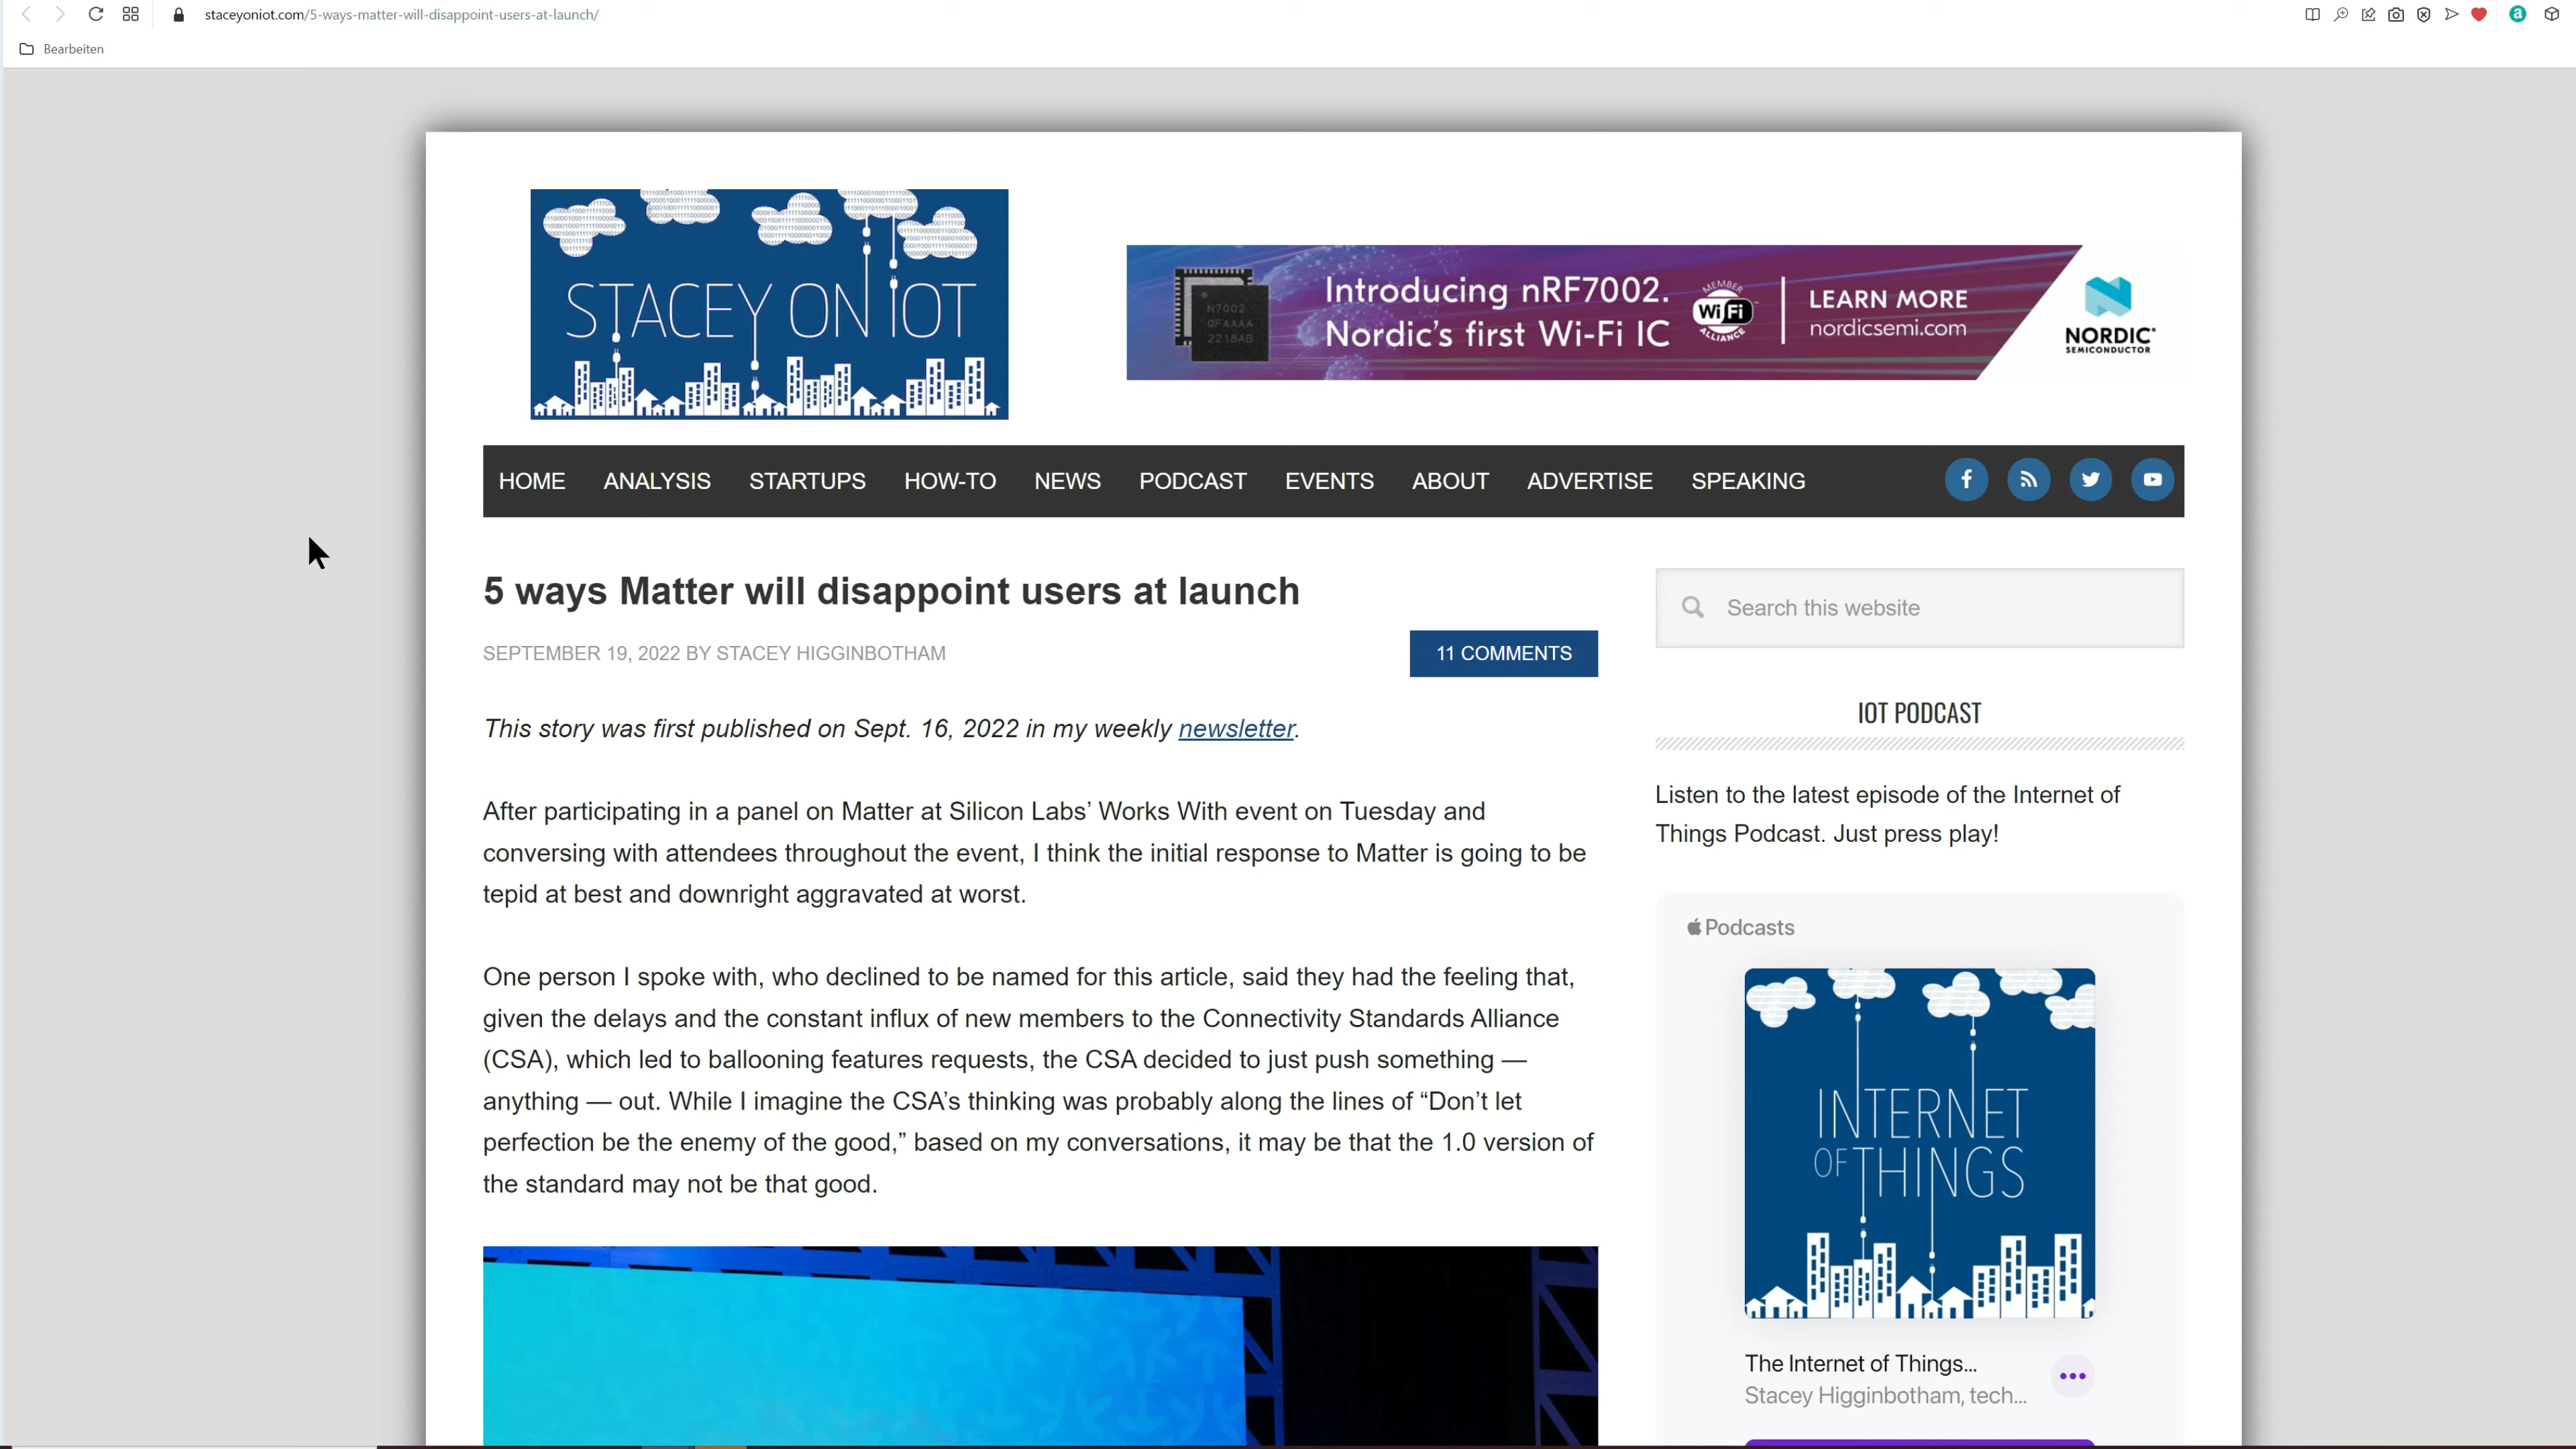 staceyoniot.com/5-ways-matter-will-disappoint-users-at-launch/
Bearbeiten
STACEY ON IOT
N7002
QFAAAA
2218AB
Introducing nRF7002.
Nordic's first Wi-Fi IC
MEMBER
Wi Fi
ALLIANCE
LEARN MORE
nordicsemi.com
NORDIC
SEMICONDUCTOR
HOME ANALYSIS STARTUPS HOW-TO NEWS PODCAST EVENTS ABOUT ADVERTISE SPEAKING
5 ways Matter will disappoint users at launch
SEPTEMBER 19, 2022 BY STACEY HIGGINBOTHAM
11 COMMENTS
This story was first published on Sept. 16, 2022 in my weekly newsletter.
After participating in a panel on Matter at Silicon Labs’ Works With event on Tuesday and
conversing with attendees throughout the event, I think the initial response to Matter is going to be
tepid at best and downright aggravated at worst.
One person I spoke with, who declined to be named for this article, said they had the feeling that,
given the delays and the constant influx of new members to the Connectivity Standards Alliance
(CSA), which led to ballooning features requests, the CSA decided to just push something —
anything — out. While I imagine the CSA’s thinking was probably along the lines of “Don’t let
perfection be the enemy of the good,” based on my conversations, it may be that the 1.0 version of
the standard may not be that good.
Search this website
IOT PODCAST
Listen to the latest episode of the Internet of
Things Podcast. Just press play!
Podcasts
INTERNET
OF THINGS
The Internet of Things...
Stacey Higginbotham, tech...